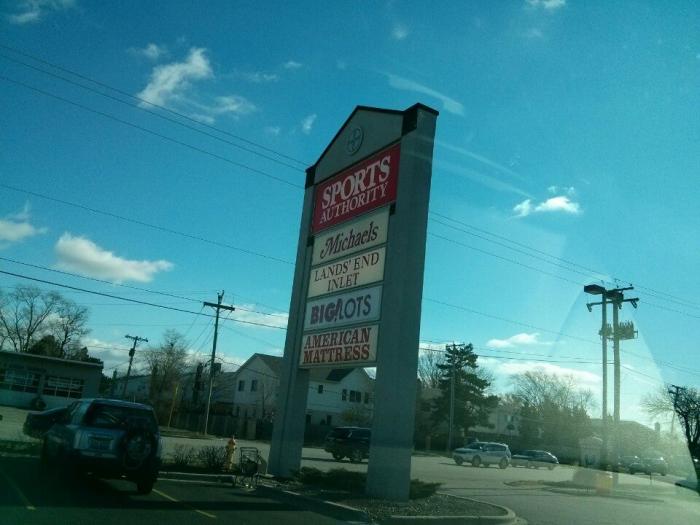 SPORTS
AUTHORITY
Michaels
LANDS' END
INLET
BIG LOTS
AMERICAN
MATTRESS